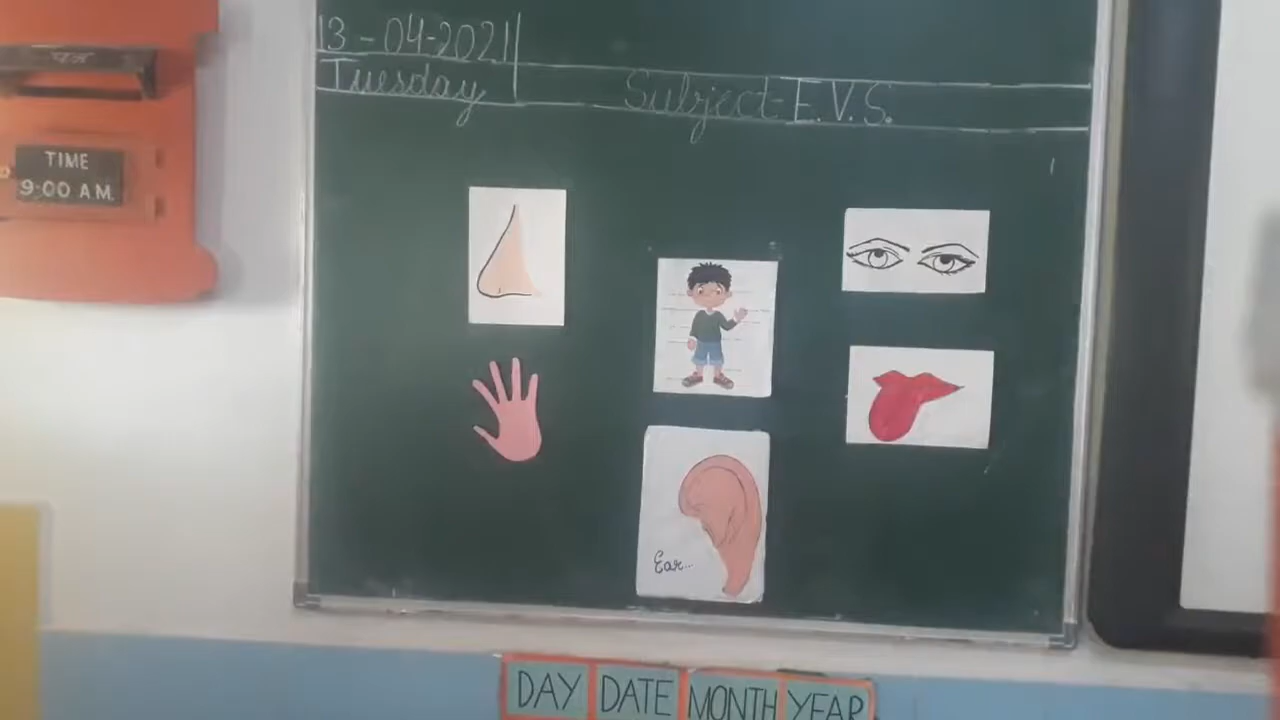 13-04-2021
Tuesday Subject E.V.S.
TIME
9:00 A.M.
Ear...
DAY DATE MONTH YEAR